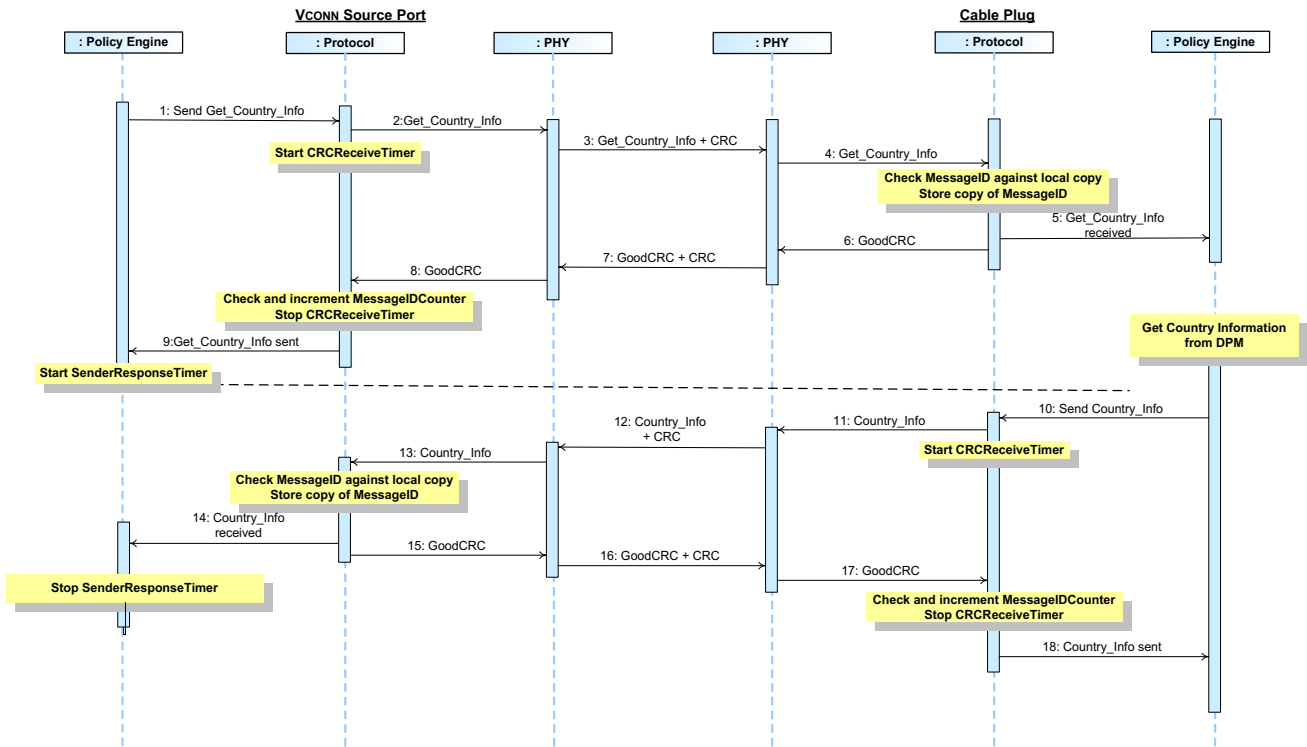 VCONN Source Port
Cable Plug
: Policy Engine
: Protocol
: PHY
: PHY
: Protocol
: Policy Engine
1: Send Get_Country_Info
2:Get_Country_Info
Start CRCReceiveTimer
3: Get_Country_Info + CRC
4: Get_Country_Info
Check MessageID against local copy
Store copy of MessageID
5: Get_Country_Info
received
6: GoodCRC
7: GoodCRC + CRC
8: GoodCRC
Check and increment MessageIDCounter
Stop CRCReceiveTimer
9:Get_Country_Info sent
Start SenderResponseTimer
Get Country Information
from DPM
10: Send Country_Info
11: Country_Info
Start CRCReceiveTimer
12: Country_Info
+ CRC
13: Country_Info
Check MessageID against local copy
Store copy of MessageID
14: Country_Info
received
15: GoodCRC
16: GoodCRC + CRC
Stop SenderResponseTimer
17: GoodCRC
Check and increment MessageIDCounter
Stop CRCReceiveTimer
18: Country_Info sent